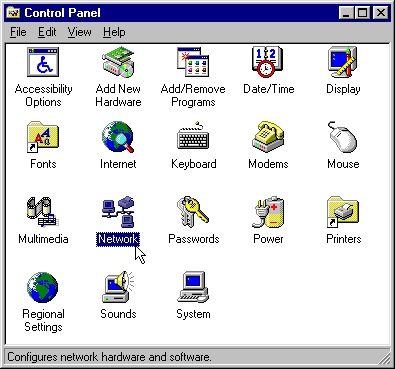 Control Panel
File Edit View Help
Accessibility Options
Add New Hardware
Add/Remove Programs
Date/Time
Display
Fonts
Internet
Keyboard
Modems
Mouse
Multimedia
Network
Passwords
Power
Printers
Regional Settings
Sounds
System
Configures network hardware and software.